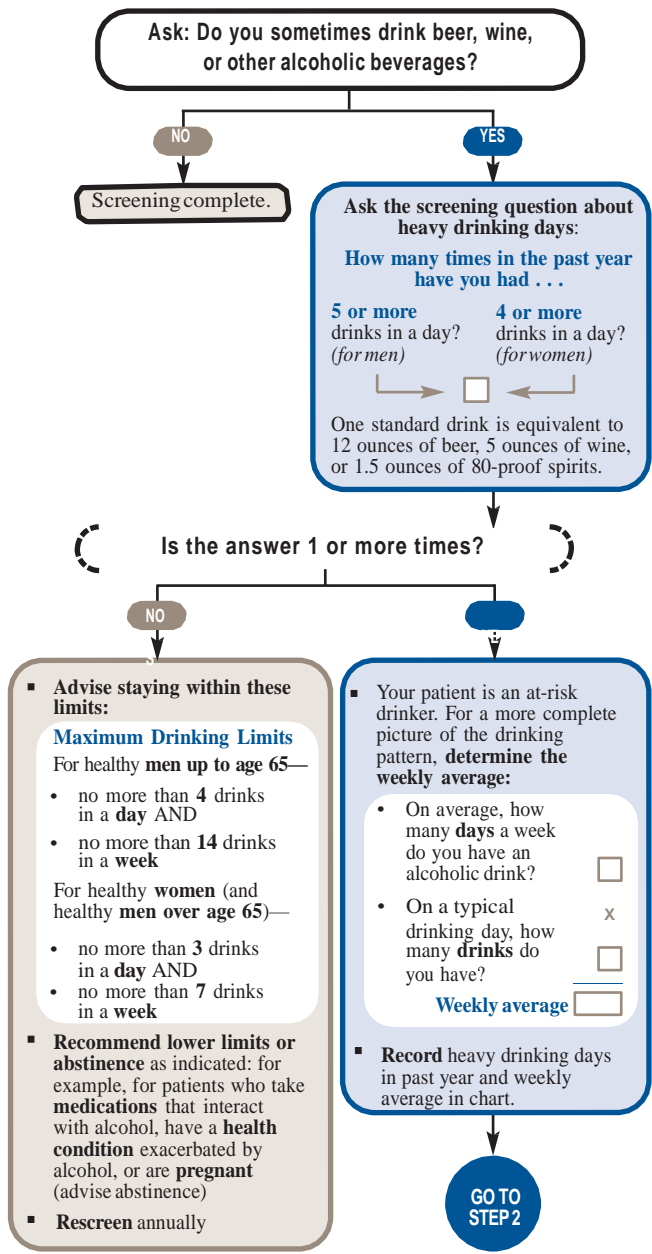 Ask: Do you sometimes drink beer, wine,
or other alcoholic beverages?
NO
YES
Screening complete.
Ask the screening question about
heavy drinking days:
How many times in the past year
have you had . . .
5 or more
drinks in a day?
(for men)
4 or more
drinks in a day?
(for women)
One standard drink is equivalent to
12 ounces of beer, 5 ounces of wine,
or 1.5 ounces of 80-proof spirits.
Is the answer 1 or more times?
NO
▪ Advise staying within these
limits:
Maximum Drinking Limits
For healthy men up to age 65—
• no more than 4 drinks
in a day AND
• no more than 14 drinks
in a week
For healthy women (and
healthy men over age 65)—
• no more than 3 drinks
in a day AND
• no more than 7 drinks
in a week
▪ Recommend lower limits or
abstinence as indicated: for
example, for patients who take
medications that interact
with alcohol, have a health
condition exacerbated by
alcohol, or are pregnant
(advise abstinence)
▪ Rescreen annually
▪ Your patient is an at-risk
drinker. For a more complete
picture of the drinking
pattern, determine the
weekly average:
• On average, how
many days a week
do you have an
alcoholic drink?
• On a typical
drinking day, how
many drinks do
you have?
x
Weekly average
▪ Record heavy drinking days
in past year and weekly
average in chart.
GO TO
STEP 2